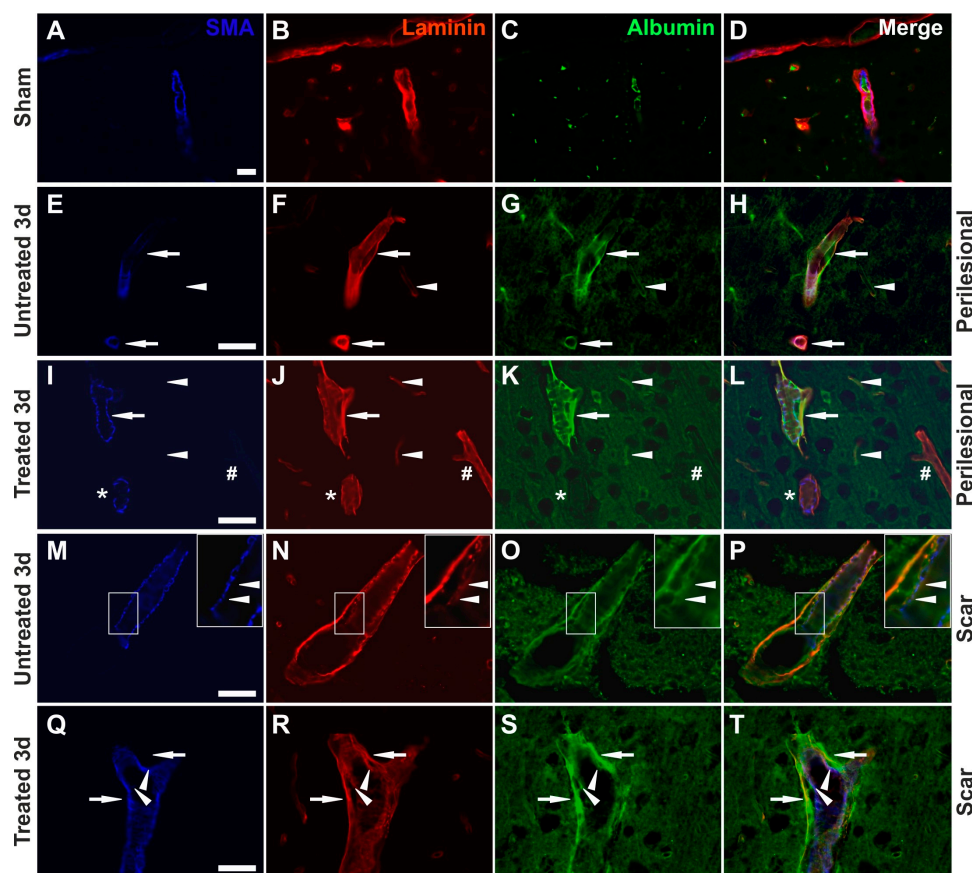 A SMA B Laminin C Albumin D Merge
Sham
E F G H
Untreated 3d
Perilesional
I J K L
Treated 3d
Perilesional
# # # #
* * * *
M N O P
Untreated 3d
Scar
Q R S T
Treated 3d
Scar